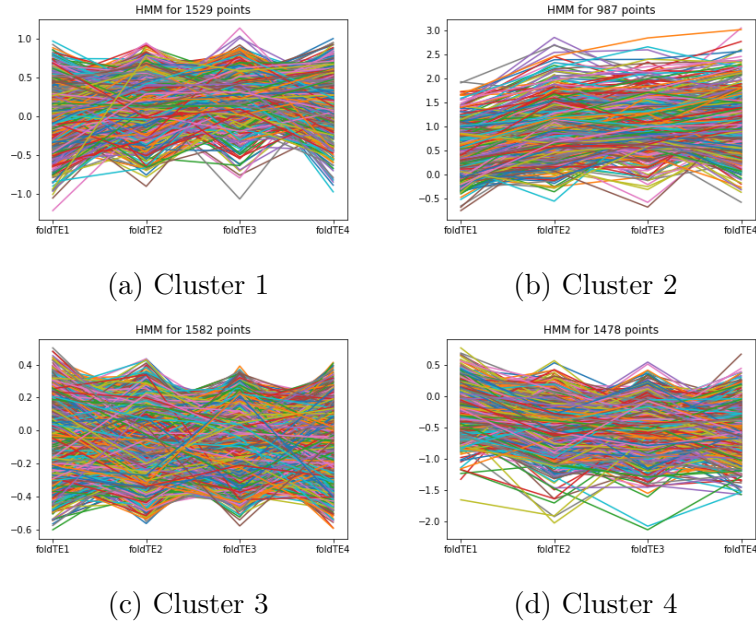 HMM for 1529 points
1.0
0.5
0.0
−0.5
−1.0
foldTE1 foldTE2 foldTE3 foldTE4
(a) Cluster 1
HMM for 987 points
3.0
2.5
2.0
1.5
1.0
0.5
0.0
−0.5
foldTE1 foldTE2 foldTE3 foldTE4
(b) Cluster 2
HMM for 1582 points
0.4
0.2
0.0
−0.2
−0.4
−0.6
foldTE1 foldTE2 foldTE3 foldTE4
(c) Cluster 3
HMM for 1478 points
0.5
0.0
−0.5
−1.0
−1.5
−2.0
foldTE1 foldTE2 foldTE3 foldTE4
(d) Cluster 4